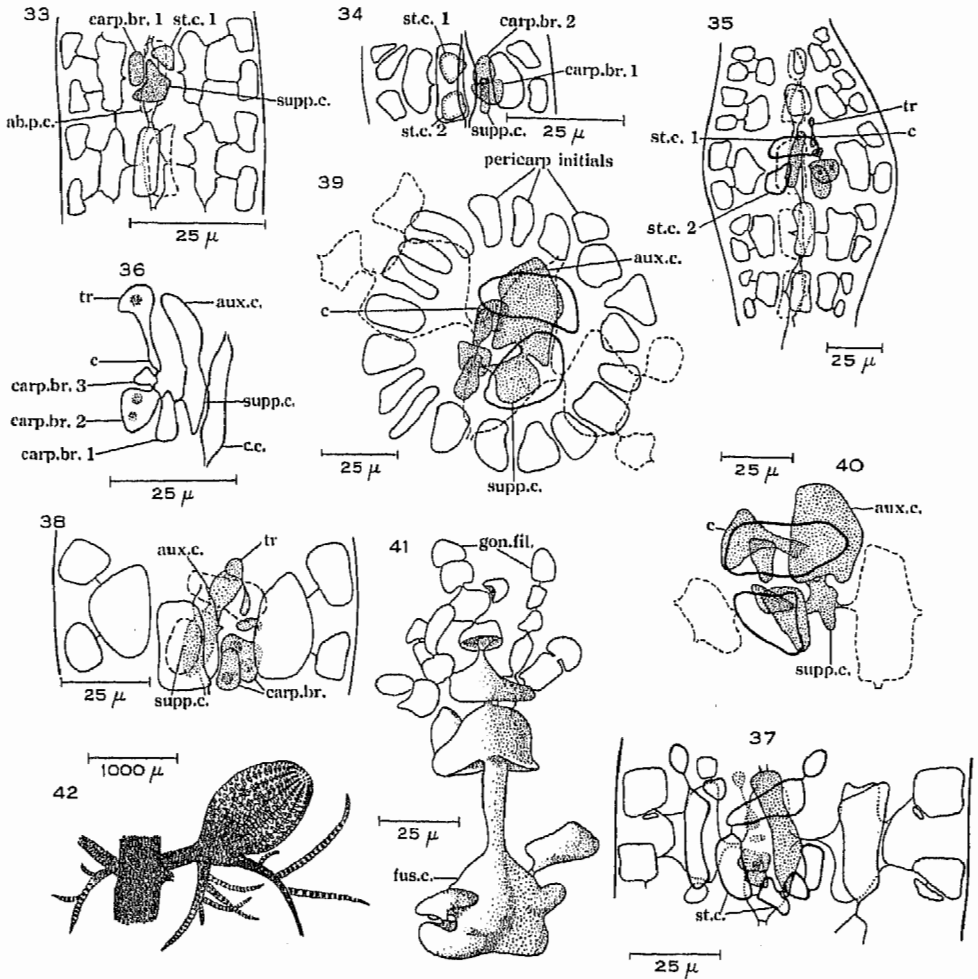 33
carp.br. 1 st.c. 1
supp.c.
ab.p.c.
25 μ
34
st.c. 1
carp.br. 2
carp.br. 1
st.c. 2
supp.c.
25 μ
35
tr
c
st.c. 1
st.c. 2
25 μ
36
tr
aux.c.
c
carp.br. 3
carp.br. 2
carp.br. 1
supp.c.
c.c.
25 μ
39
pericarp initials
aux.c.
c
supp.c.
25 μ
25 μ
40
c
aux.c.
supp.c.
38
aux.c.
tr
supp.c.
carp.br.
25 μ
41
gon.fil.
fus.c.
25 μ
37
st.c.
25 μ
1000 μ
42